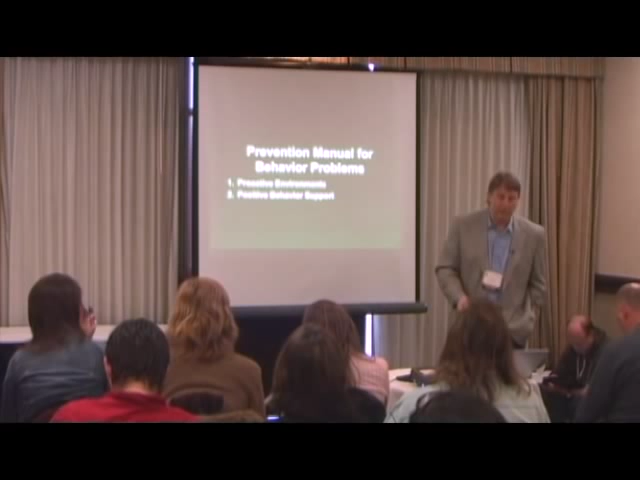 Prevention Manual for
Behavior Problems
1. Proactive Environments
2. Positive Behavior Support